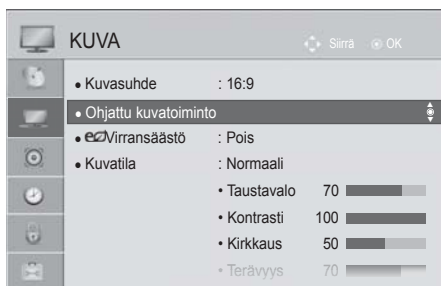 KUVA Siirrä OK
• Kuvasuhde : 16:9
• Ohjattu kuvatoiminto
• eco Virransäästö : Pois
• Kuvatila : Normaali
• Taustavalo 70
• Kontrasti 100
• Kirkkaus 50
• Terävyys 70